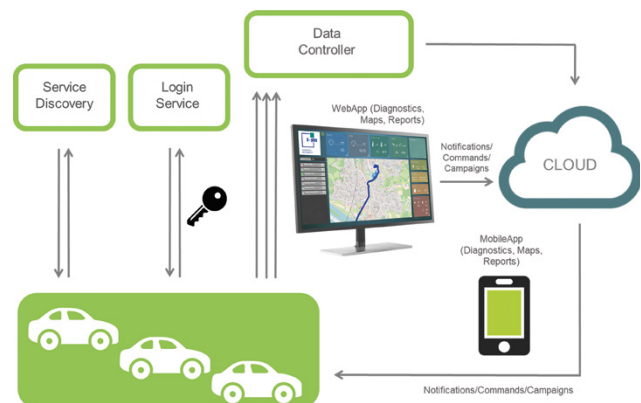 Data
Controller
Service
Discovery
Login
Service
WebApp (Diagnostics,
Maps, Reports)
Notifications/
Commands/
Campaigns
CLOUD
MobileApp
(Diagnostics, Maps,
Reports)
Notifications/Commands/Campaigns